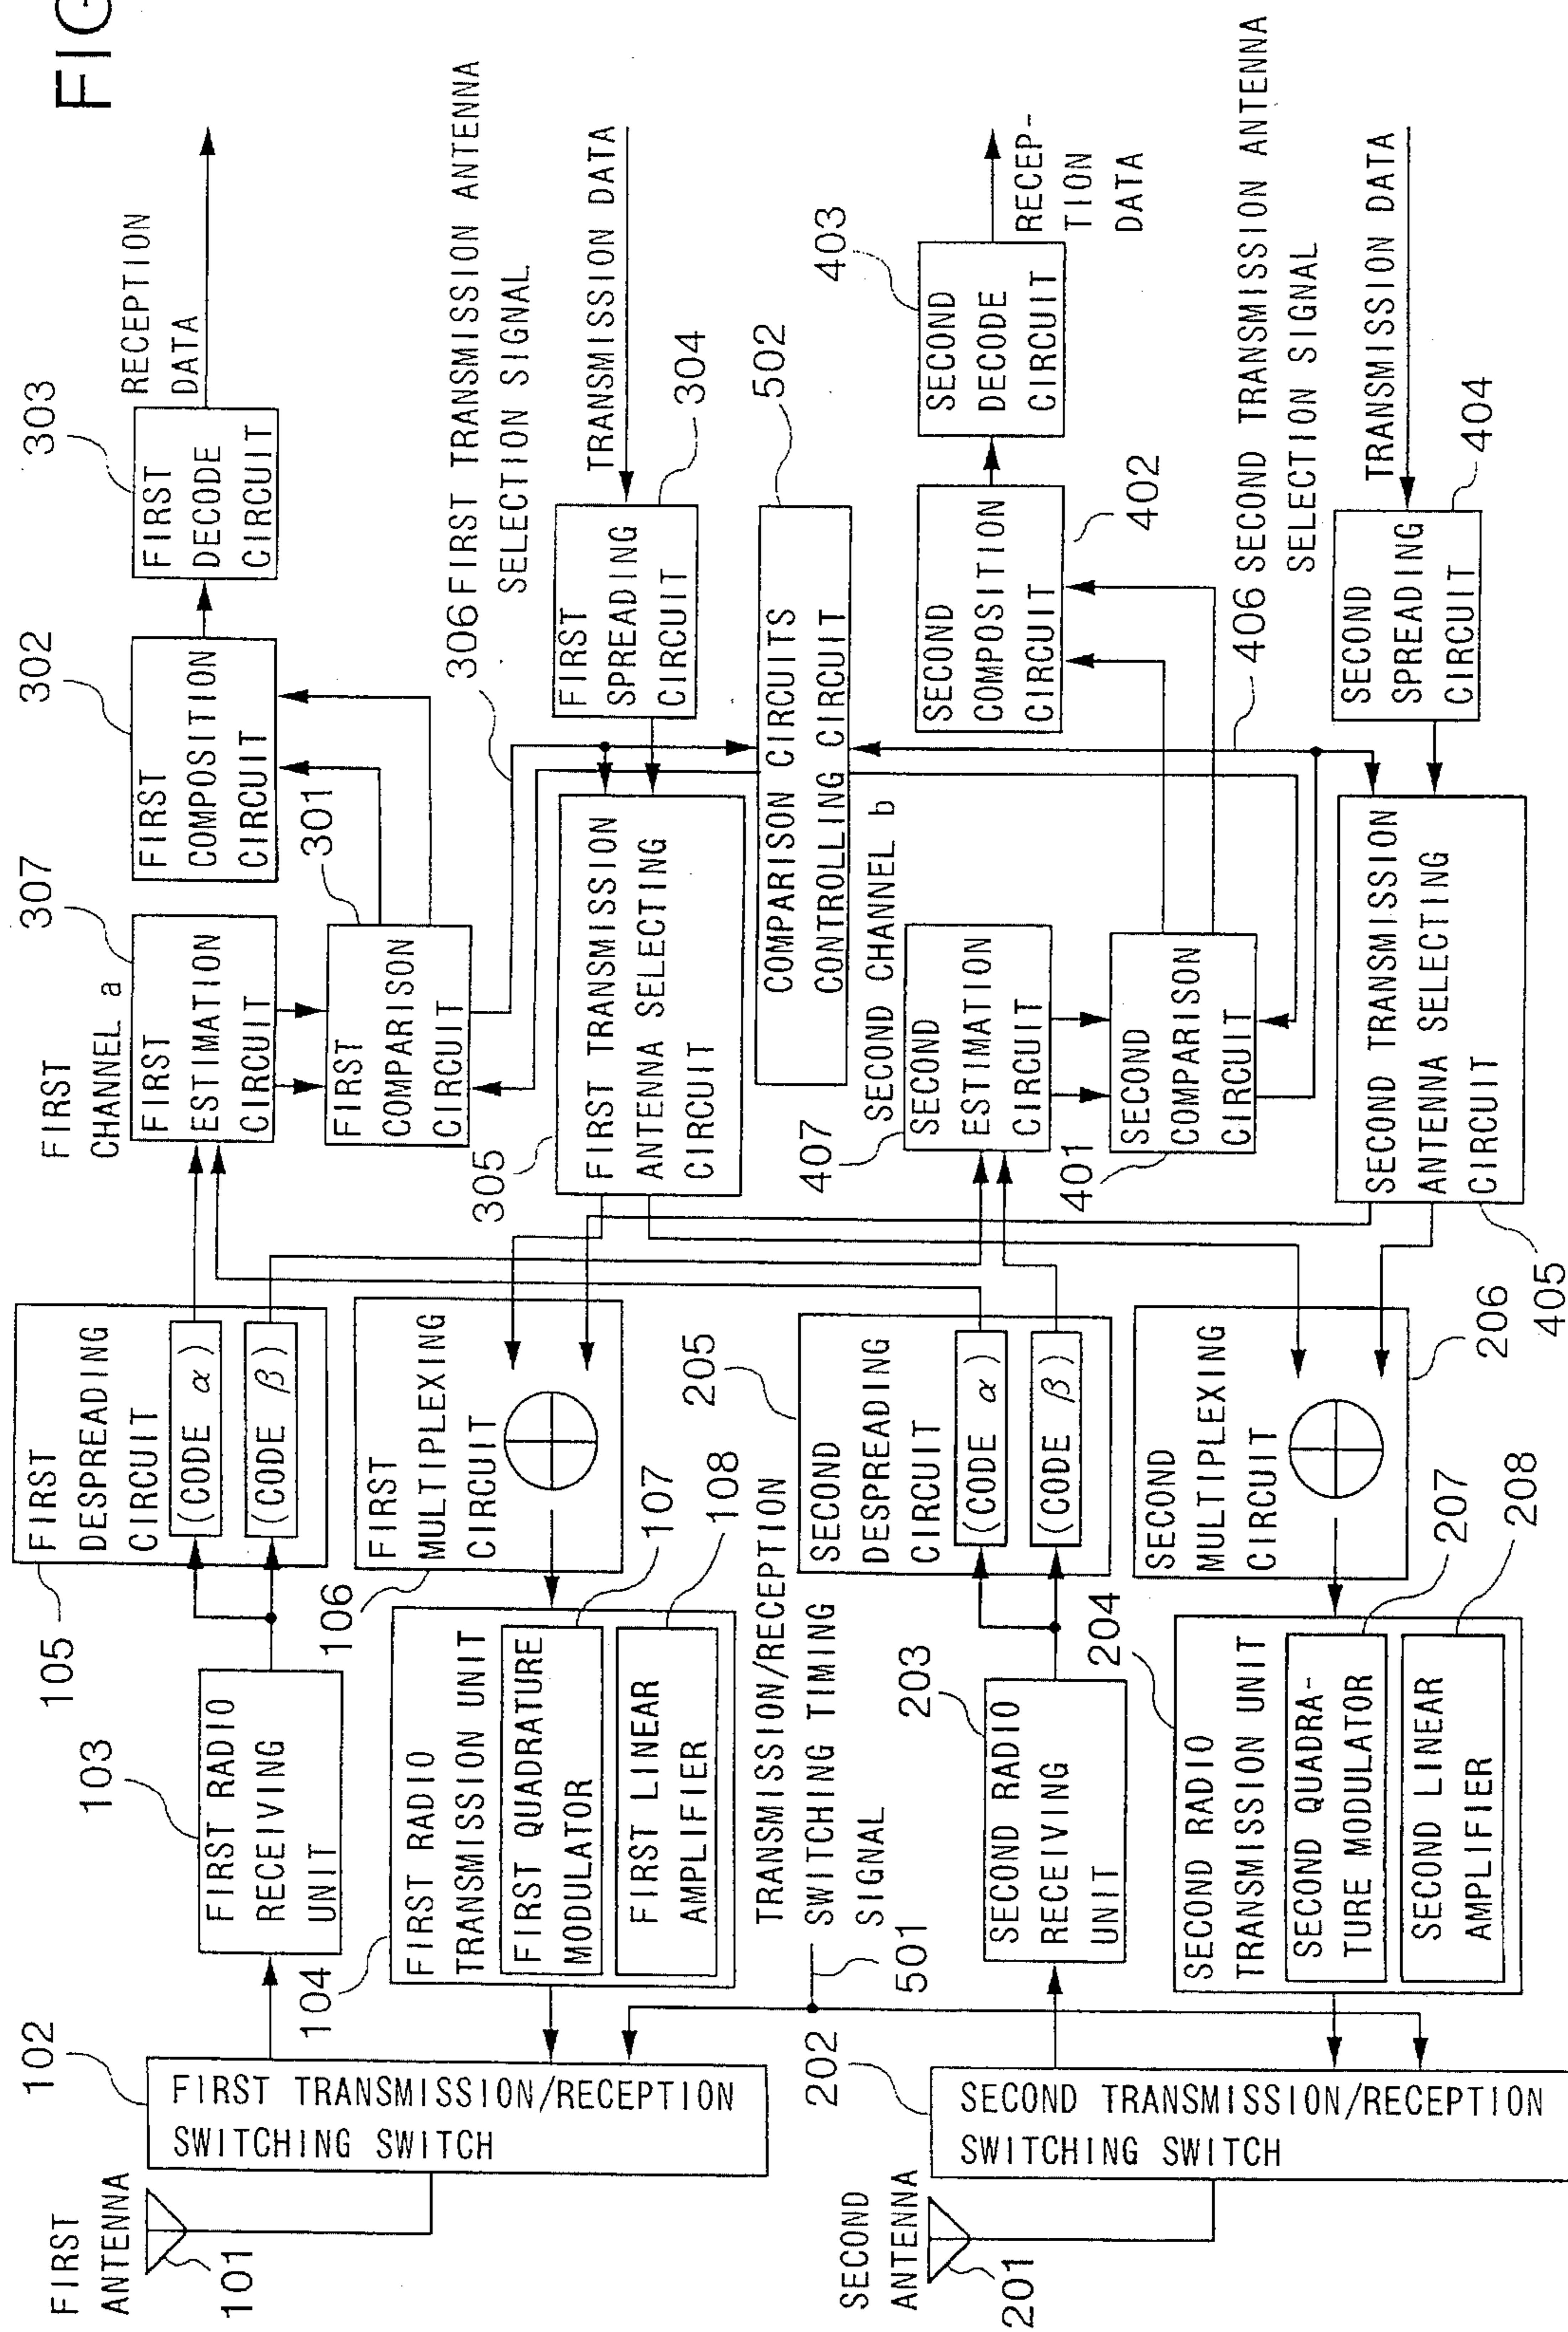 FIG
FIRST
ANTENNA
101
102
FIRST TRANSMISSION/RECEPTION
SWITCHING SWITCH
103
FIRST RADIO
RECEIVING
UNIT
104
FIRST RADIO
TRANSMISSION UNIT
FIRST QUADRATURE
MODULATOR
FIRST LINEAR
AMPLIFIER
107
108
105
FIRST
DESPREADING
CIRCUIT
(CODE α)
(CODE β)
106
FIRST
MULTIPLEXING
CIRCUIT
FIRST
CHANNEL a
307
FIRST
ESTIMATION
CIRCUIT
301
FIRST
COMPARISON
CIRCUIT
302
FIRST
COMPOSITION
CIRCUIT
303
FIRST
DECODE
CIRCUIT
RECEPTION
DATA
306 FIRST TRANSMISSION ANTENNA
SELECTION SIGNAL
TRANSMISSION DATA
304
FIRST
SPREADING
CIRCUIT
305
FIRST TRANSMISSION
ANTENNA SELECTING
CIRCUIT
502
COMPARISON CIRCUITS
CONTROLLING CIRCUIT
TRANSMISSION/RECEPTION
SWITCHING TIMING
SIGNAL
501
SECOND
ANTENNA
201
202
SECOND TRANSMISSION/RECEPTION
SWITCHING SWITCH
203
SECOND RADIO
RECEIVING
UNIT
204
SECOND RADIO
TRANSMISSION UNIT
SECOND QUADRA-
TURE MODULATOR
SECOND LINEAR
AMPLIFIER
207
208
205
SECOND
DESPREADING
CIRCUIT
(CODE α)
(CODE β)
206
SECOND
MULTIPLEXING
CIRCUIT
SECOND CHANNEL b
407
SECOND
ESTIMATION
CIRCUIT
401
SECOND
COMPARISON
CIRCUIT
402
SECOND
COMPOSITION
CIRCUIT
403
SECOND
DECODE
CIRCUIT
RECEP-
TION
DATA
406 SECOND TRANSMISSION ANTENNA
SELECTION SIGNAL
TRANSMISSION DATA
404
SECOND
SPREADING
CIRCUIT
405
SECOND TRANSMISSION
ANTENNA SELECTING
CIRCUIT